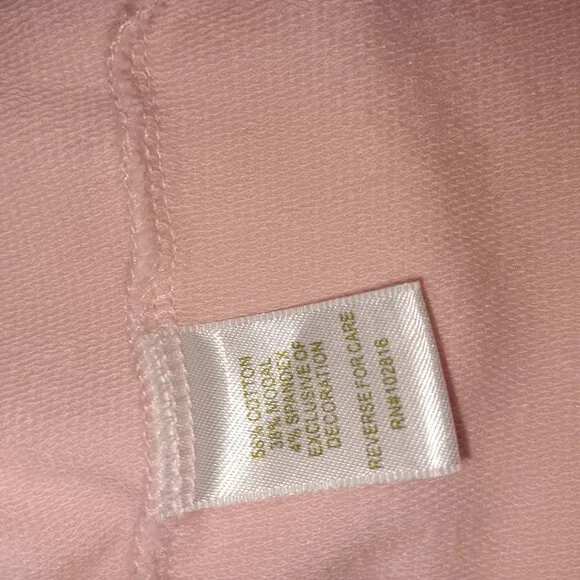 58% COTTON
38% MODAL
4% SPANDEX
EXCLUSIVE OF
DECORATION
REVERSE FOR CARE
RN#102816